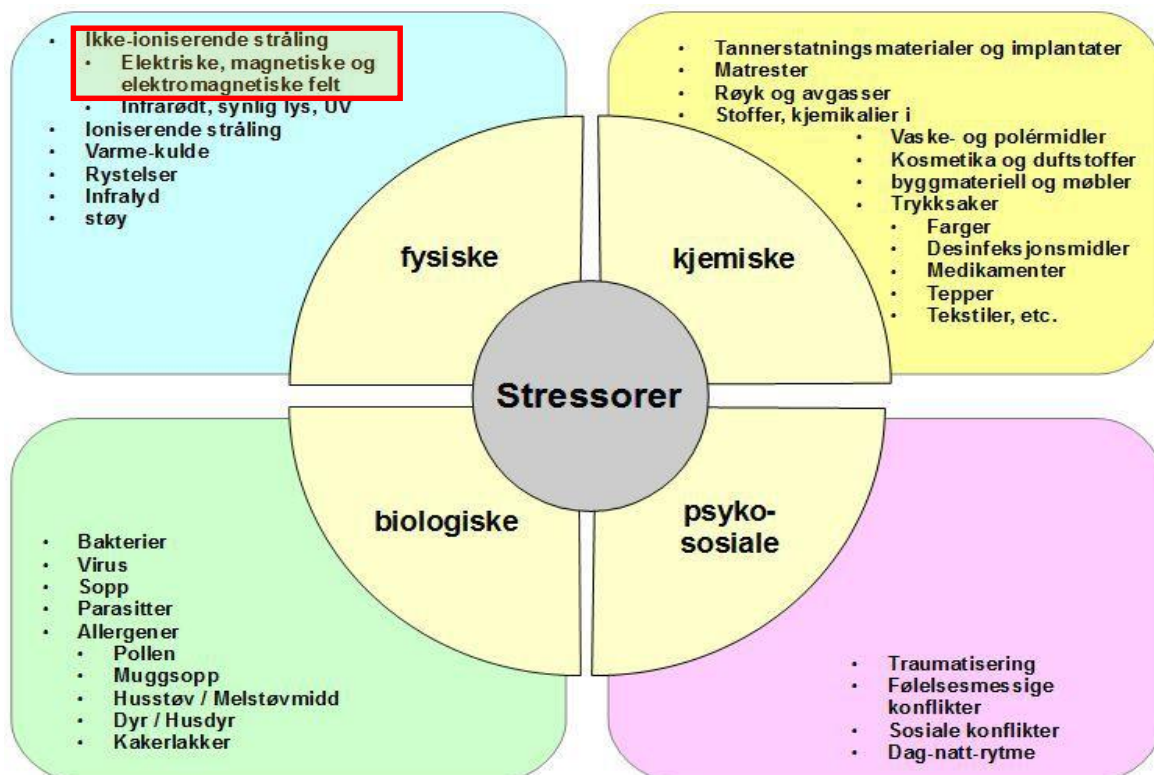 • Ikke-ioniserende stråling
• Elektriske, magnetiske og
elektromagnetiske felt
• Infrarødt, synlig lys, UV
• Ioniserende stråling
• Varme-kulde
• Rystelser
• Infralyd
• støy
• Tannerstatningsmaterialer og implantater
• Matrester
• Røyk og avgasser
• Stoffer, kjemikalier i
• Vaske- og polérmidler
• Kosmetika og duftstoffer
• byggmateriell og møbler
• Trykksaker
• Farger
• Desinfeksjonsmidler
• Medikamenter
• Tepper
• Tekstiler, etc.
fysiske
kjemiske
Stressorer
biologiske
psyko-
sosiale
• Bakterier
• Virus
• Sopp
• Parasitter
• Allergener
• Pollen
• Muggsopp
• Husstøv / Melstøvmidd
• Dyr / Husdyr
• Kakerlakker
• Traumatisering
• Følelsesmessige
konflikter
• Sosiale konflikter
• Dag-natt-rytme